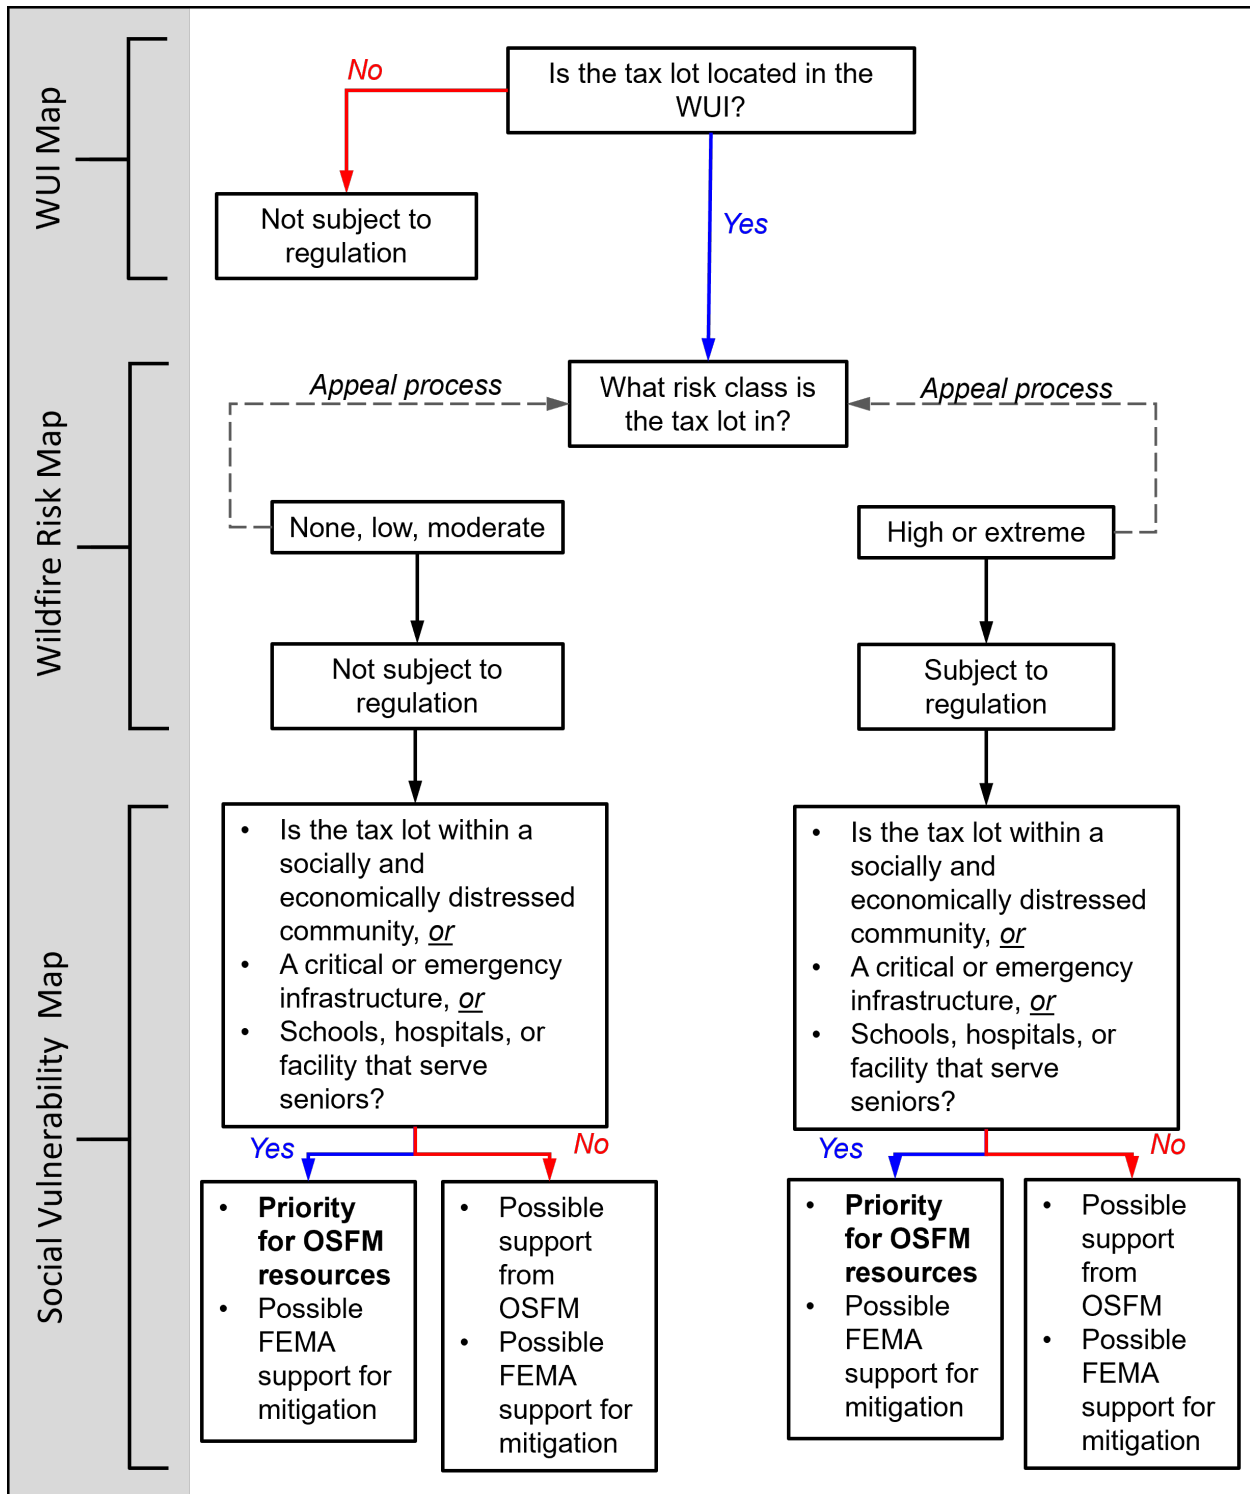 WUI Map
No
Is the tax lot located in the
WUI?
Not subject to
regulation
Yes
Wildfire Risk Map
Appeal process
What risk class is
the tax lot in?
Appeal process
None, low, moderate
High or extreme
Not subject to
regulation
Subject to
regulation
Social Vulnerability Map
• Is the tax lot within a
socially and
economically distressed
community, or
• A critical or emergency
infrastructure, or
• Schools, hospitals, or
facility that serve
seniors?
• Is the tax lot within a
socially and
economically distressed
community, or
• A critical or emergency
infrastructure, or
• Schools, hospitals, or
facility that serve
seniors?
Yes
No
Yes
No
• Priority
for OSFM
resources
• Possible
FEMA
support for
mitigation
• Possible
support
from
OSFM
• Possible
FEMA
support for
mitigation
• Priority
for OSFM
resources
• Possible
FEMA
support for
mitigation
• Possible
support
from
OSFM
• Possible
FEMA
support for
mitigation